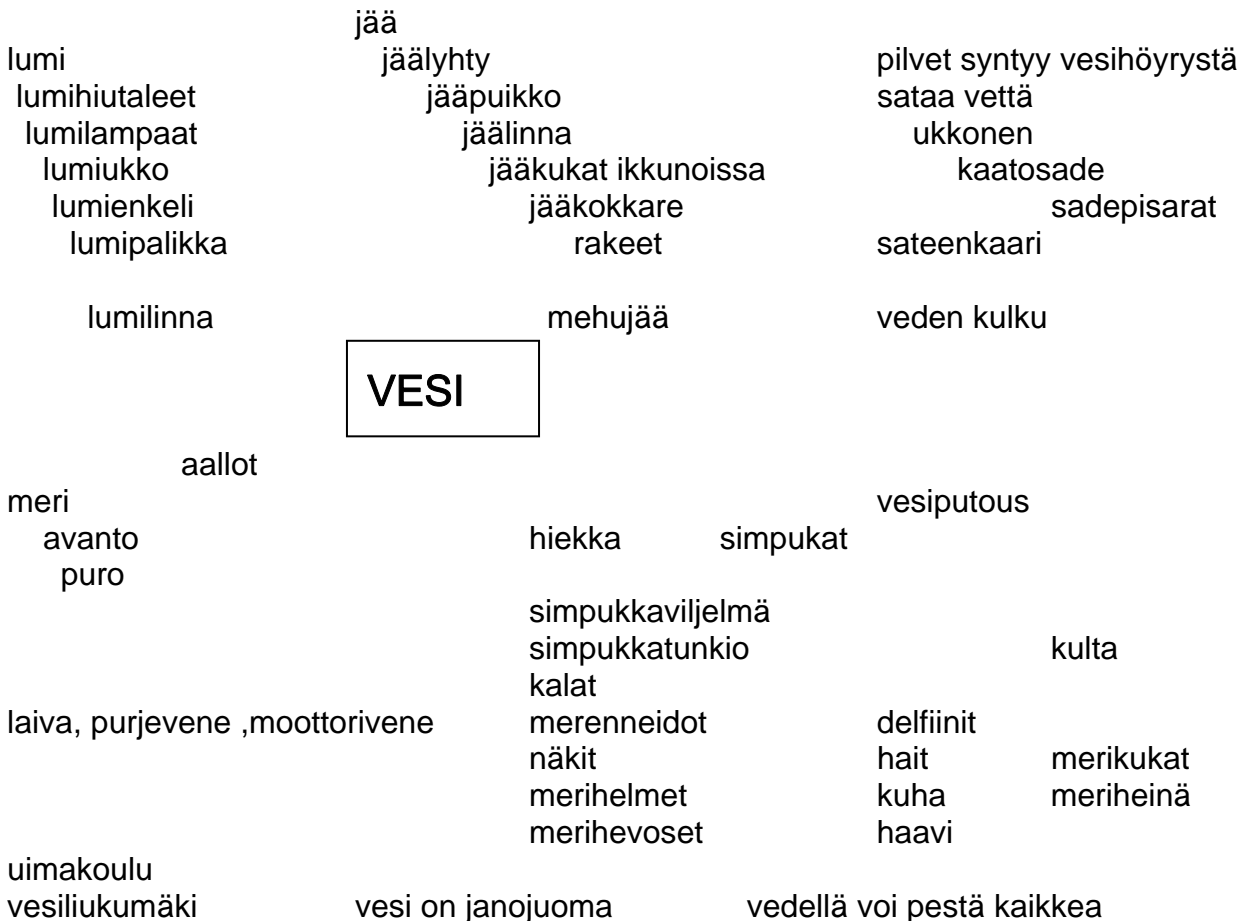 jää
lumi jäälyhty pilvet syntyy vesihöyrystä
lumihiutaleet jääpuikko sataa vettä
lumilampaat jäälinna ukkonen
lumiukko jääkukat ikkunoissa kaatosade
lumienkeli jääkokkare sadepisarat
lumipalikka rakeet sateenkaari
lumilinna mehujää veden kulku
VESI
aallot
meri vesiputous
avanto hiekka simpukat
puro
simpukkaviljelmä
simpukkatunkio kulta
kalat
laiva, purjevene ,moottorivene merenneidot delfiinit
näkit hait merikukat
merihelmet kuha meriheinä
merihevoset haavi
uimakoulu
vesiliukumäki vesi on janojuoma vedellä voi pestä kaikkea